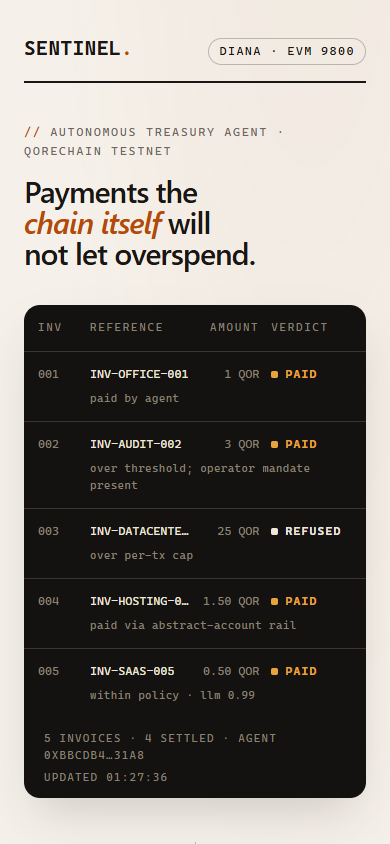 SENTINEL.
DIANA · EVM 9800
// AUTONOMOUS TREASURY AGENT ·
QORECHAIN TESTNET
Payments the
chain itself will
not let overspend.
INV REFERENCE AMOUNT VERDICT
001 INV-OFFICE-001 1 QOR PAID
paid by agent
002 INV-AUDIT-002 3 QOR PAID
over threshold; operator mandate
present
003 INV-DATACENTE… 25 QOR REFUSED
over per-tx cap
004 INV-HOSTING-0… 1.50 QOR PAID
paid via abstract-account rail
005 INV-SAAS-005 0.50 QOR PAID
within policy · llm 0.99
5 INVOICES · 4 SETTLED · AGENT
0XBBCDB4…31A8
UPDATED 01:27:36